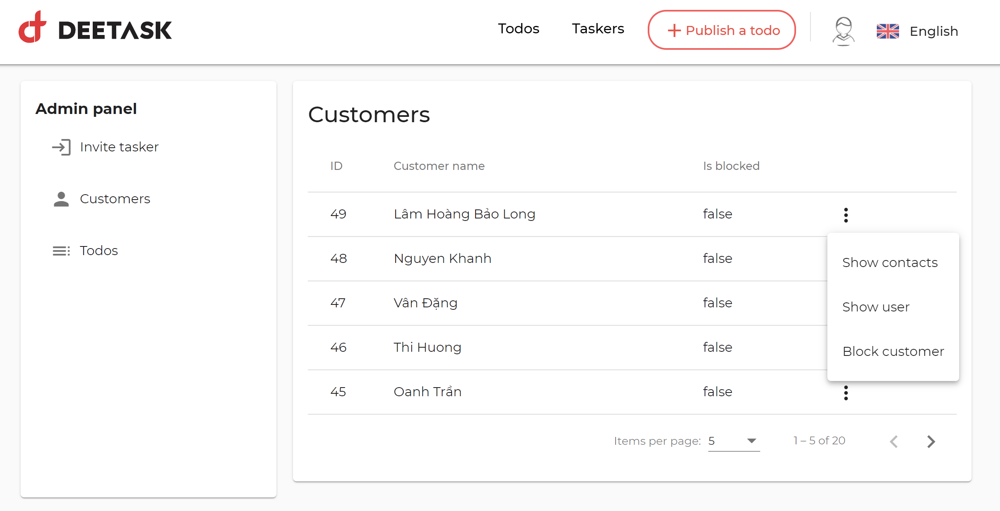 DEETASK
Todos
Taskers
+ Publish a todo
English
Admin panel
Invite tasker
Customers
Todos
Customers
ID Customer name Is blocked
49 Lâm Hoàng Bảo Long false
48 Nguyen Khanh false
47 Vân Đặng false
46 Thi Huong false
45 Oanh Trần false
Show contacts
Show user
Block customer
Items per page: 5 1 – 5 of 20